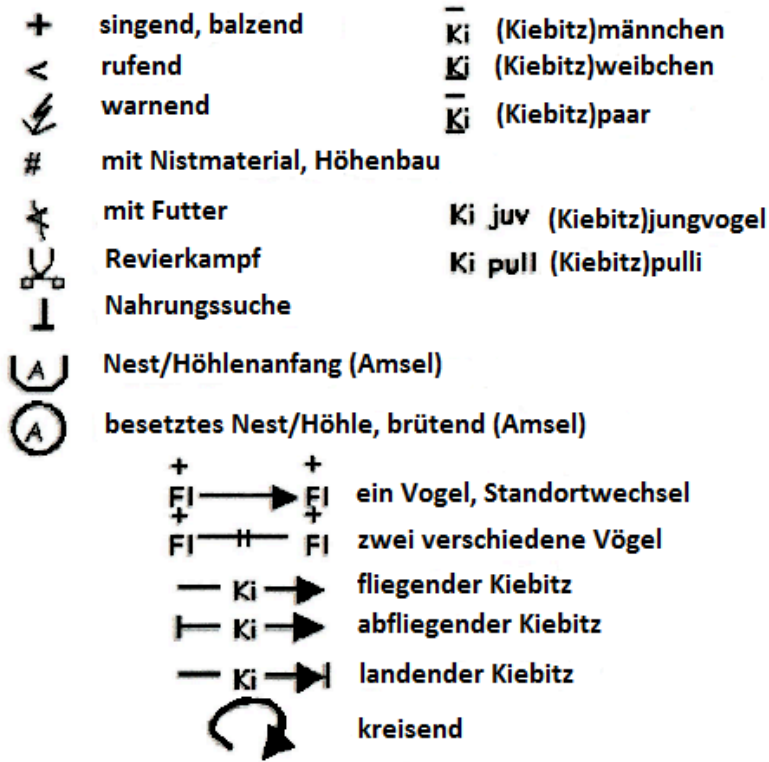 + singend, balzend
< rufend
warnend
# mit Nistmaterial, Höhenbau
mit Futter
Revierkampf
Nahrungssuche
A Nest/Höhlenanfang (Amsel)
A besetztes Nest/Höhle, brütend (Amsel)
Ki (Kiebitz)männchen
Ki (Kiebitz)weibchen
Ki (Kiebitz)paar
Ki juv (Kiebitz)jungvogel
Ki pull (Kiebitz)pulli
+ +
Fl Fl ein Vogel, Standortwechsel
+ +
Fl Fl zwei verschiedene Vögel
Ki fliegender Kiebitz
Ki abfliegender Kiebitz
Ki landender Kiebitz
kreisend